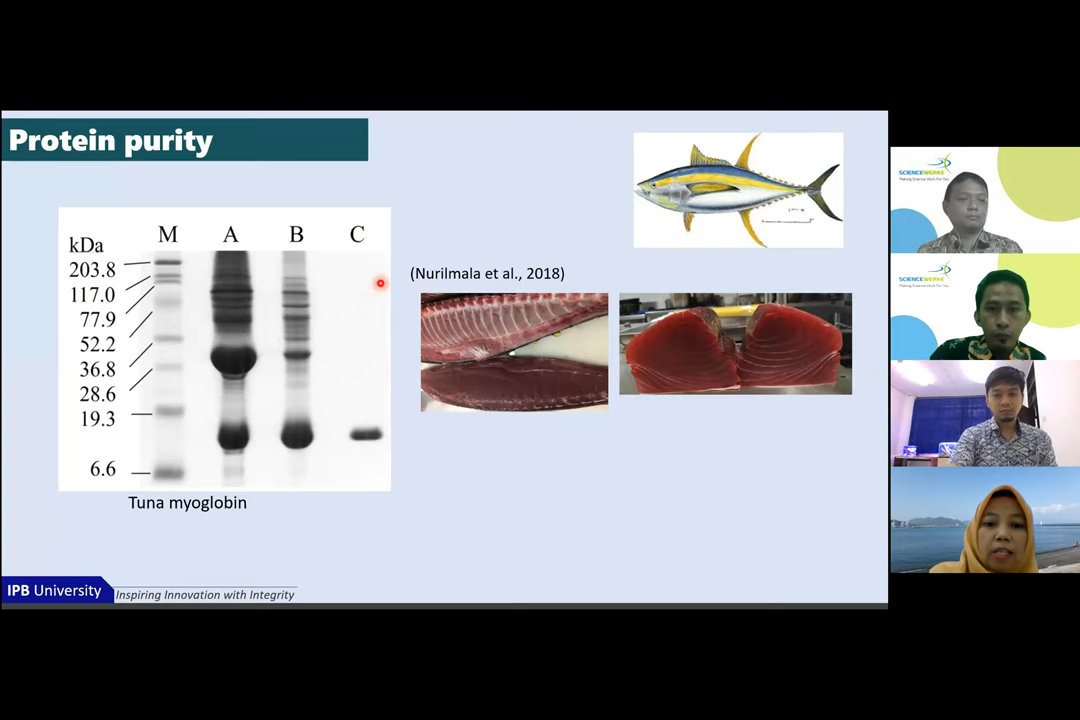 Protein purity
kDa
M A B C
203.8
117.0
77.9
52.2
36.8
28.6
19.3
6.6
Tuna myoglobin
(Nurilmala et al., 2018)
IPB University
Inspiring Innovation with Integrity
SCIENCEWERKE
Making Science Work For You
SCIENCEWERKE
Making Science Work For You